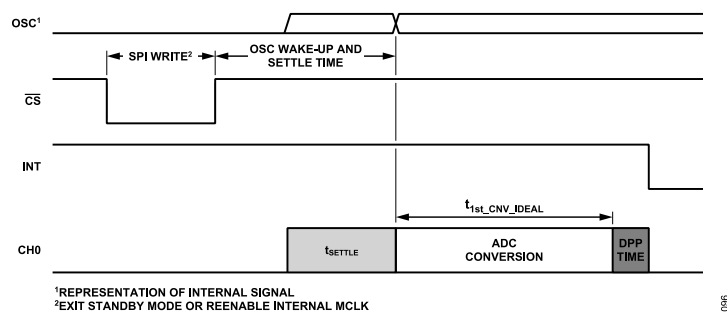 OSC¹
SPI WRITE²
OSC WAKE-UP AND
SETTLE TIME
CS
INT
t1st_CNV_IDEAL
CH0
tSETTLE
ADC
CONVERSION
DPP
TIME
¹REPRESENTATION OF INTERNAL SIGNAL
²EXIT STANDBY MODE OR REENABLE INTERNAL MCLK
096